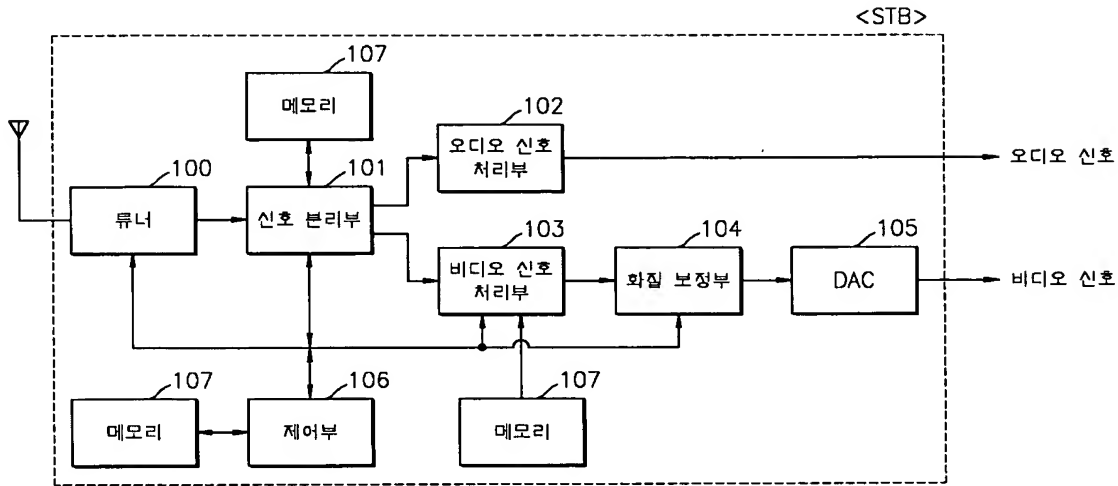 <STB>
107
메모리
102
오디오 신호
처리부
오디오 신호
100
튜너
101
신호 분리부
103
비디오 신호
처리부
104
화질 보정부
105
DAC
비디오 신호
107
메모리
106
제어부
107
메모리